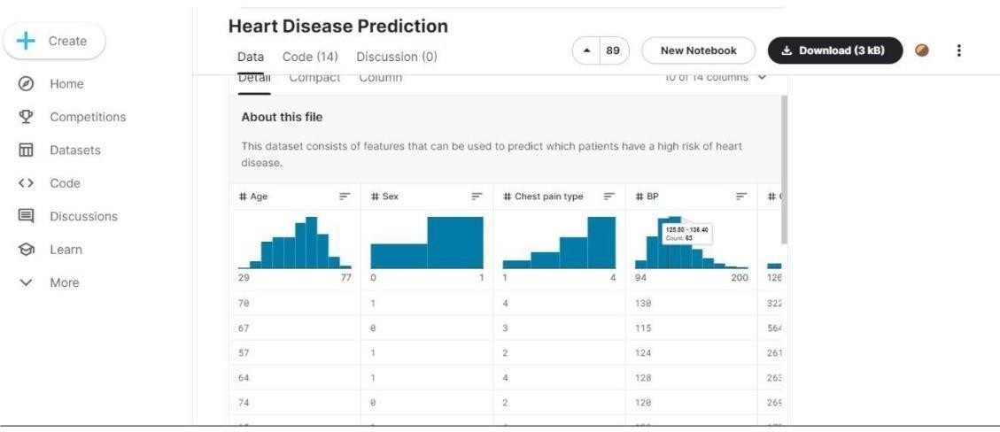 Heart Disease Prediction
Create
Data Code (14) Discussion (0)
89
New Notebook
Download (3 kB)
Detail Compact Column
10 of 14 columns
Home
Competitions
Datasets
Code
Discussions
Learn
More
About this file
This dataset consists of features that can be used to predict which patients have a high risk of heart
disease.
# Age # Sex # Chest pain type # BP #
125.80 - 136.40
Count: 63
29 77 0 1 1 4 94 200 126
70 1 4 130 322
67 0 3 115 564
57 1 2 124 261
64 1 4 128 263
74 0 2 120 269